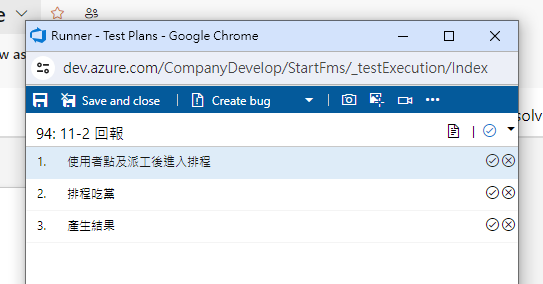 e
Runner - Test Plans - Google Chrome
w as
dev.azure.com/CompanyDevelop/StartFms/_testExecution/Index
Save and close
Create bug
solv
94: 11-2 回報
1. 使用者點及派工後進入排程
2. 排程吃黨
3. 產生結果